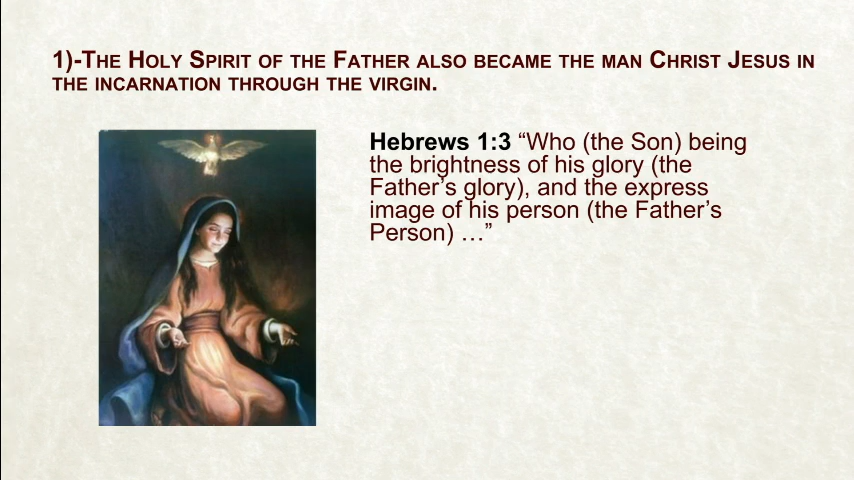 1)-The Holy Spirit of the Father also became the man Christ Jesus in
the incarnation through the virgin.
Hebrews 1:3 “Who (the Son) being
the brightness of his glory (the
Father’s glory), and the express
image of his person (the Father’s
Person) …”